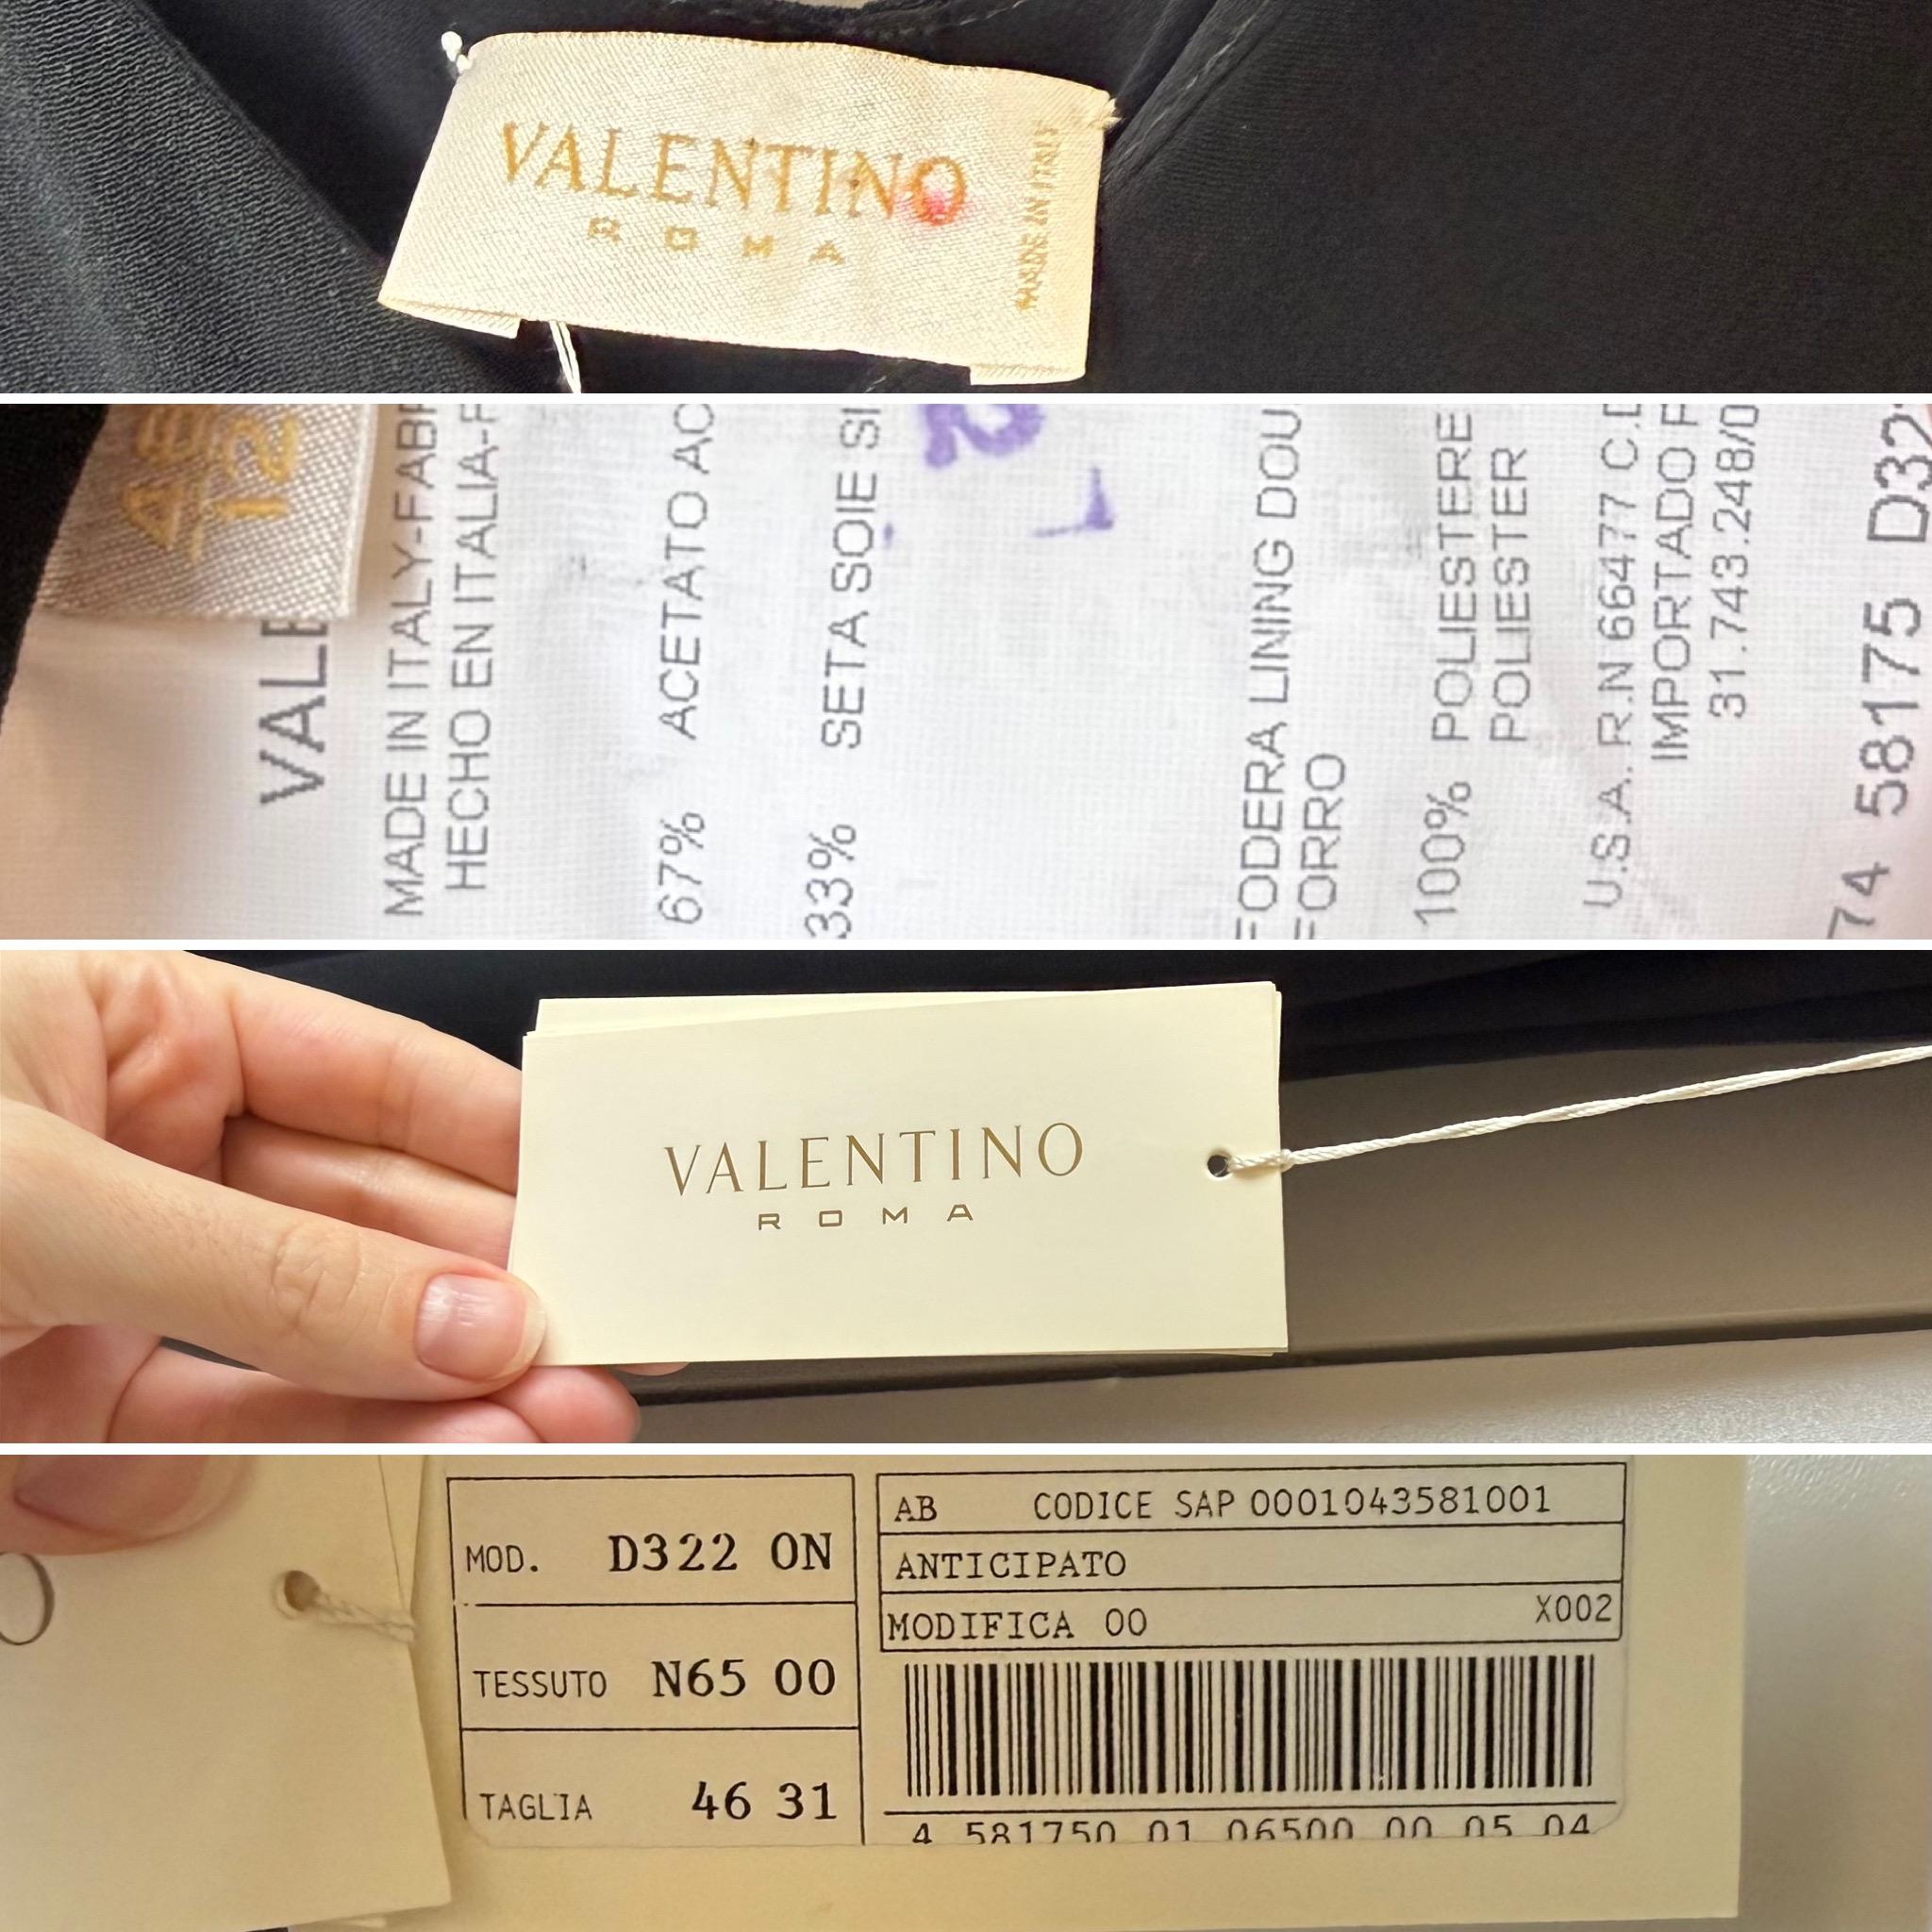 VALENTINO
ROMA
MADE IN ITALY
12
VALE
MADE IN ITALY-FABR
HECHO EN ITALIA-F
67% ACETATO AC
33% SETA SOIE SI
FODERA LINING DOU
FORRO
100% POLIESTERE
POLIESTER
U.S.A. R.N 66477 C.E
IMPORTADO P
31.743.248/0
74 58175 D32
VALENTINO
ROMA
O
MOD. D322 ON
TESSUTO N65 00
TAGLIA 46 31
AB CODICE SAP 0001043581001
ANTICIPATO
MODIFICA 00 X002
4 581750 01 06500 00 05 04